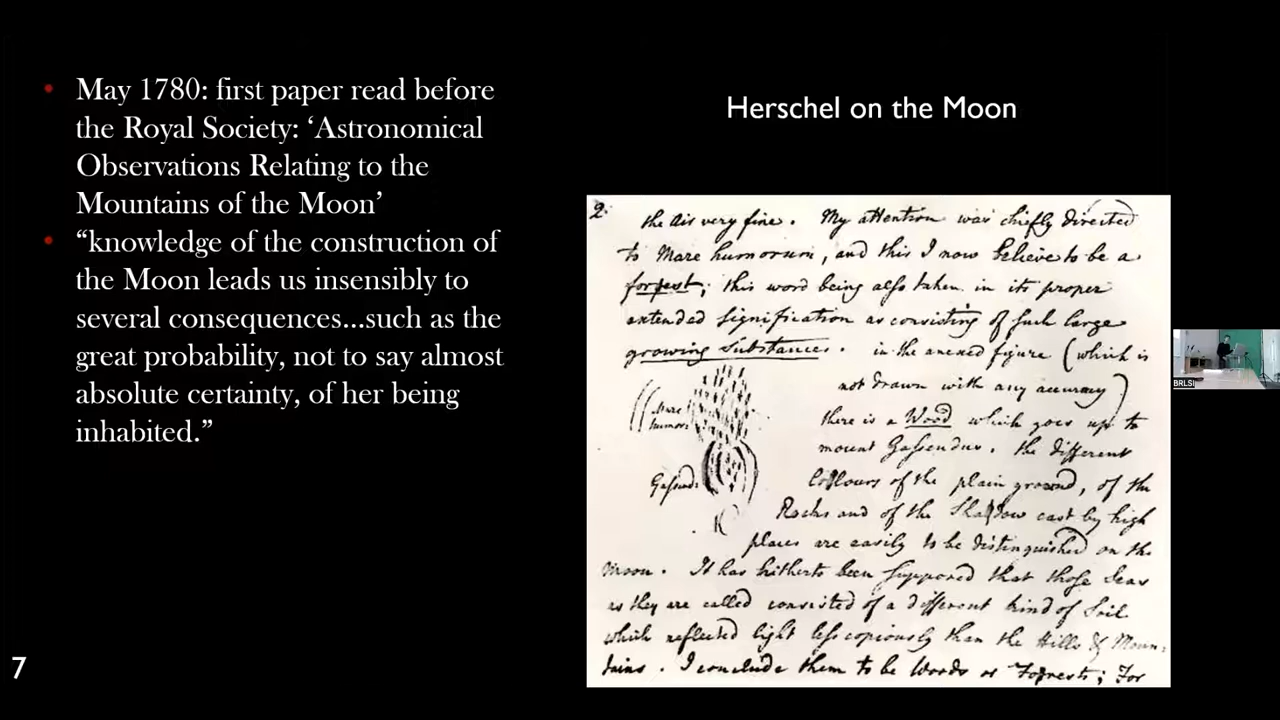 • May 1780: first paper read before
the Royal Society: ‘Astronomical
Observations Relating to the
Mountains of the Moon’
• “knowledge of the construction of
the Moon leads us insensibly to
several consequences...such as the
great probability, not to say almost
absolute certainty, of her being
inhabited.”
7
Herschel on the Moon
2.
the Air very fine. My attention was chiefly directed
to Mare humorum, and this I now believe to be a
forrest; this word being also taken in its proper
extended signification as consisting of such large
growing Substances. in the anexed figure (which is
not drawn with any accuracy)
there is a Wood which goes up to
mount Gassendus. the different
Collours of the plain ground, of the
Rocks and of the Shadow cast by high
places are easily to be distinguished on the
Mare
humor:
Gassend:
moon. It has hitherto been supposed that those Seas
as they are called consisted of a different kind of Soil
which reflected light less copiously than the Hills & Moun-
tains. I conclude them to be Woods or Forrests; For
BRLSI